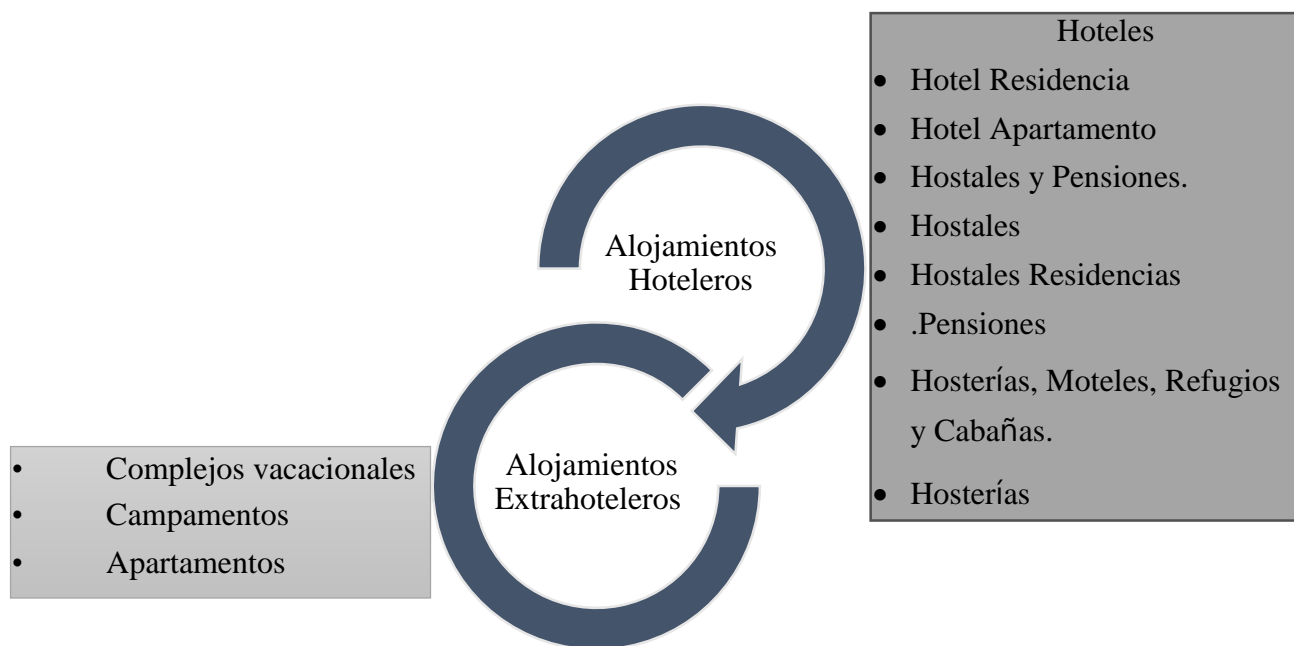 Hoteles
• Hotel Residencia
• Hotel Apartamento
• Hostales y Pensiones.
• Hostales
• Hostales Residencias
• .Pensiones
• Hosterías, Moteles, Refugios
y Cabañas.
• Hosterías
Alojamientos
Hoteleros
Alojamientos
Extrahoteleros
• Complejos vacacionales
• Campamentos
• Apartamentos